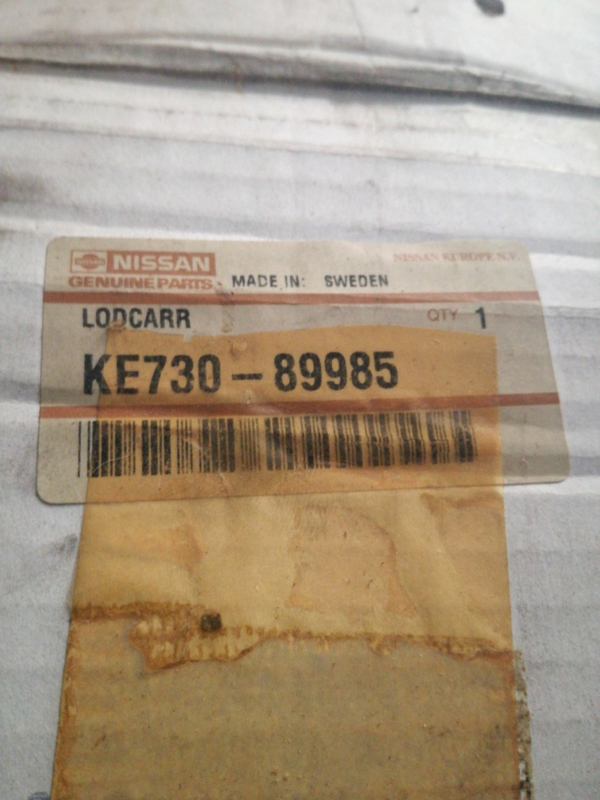 NISSAN NISSAN EUROPE N.V.
GENUINE PARTS MADE IN: SWEDEN
LODCARR QTY 1
KE730-89985